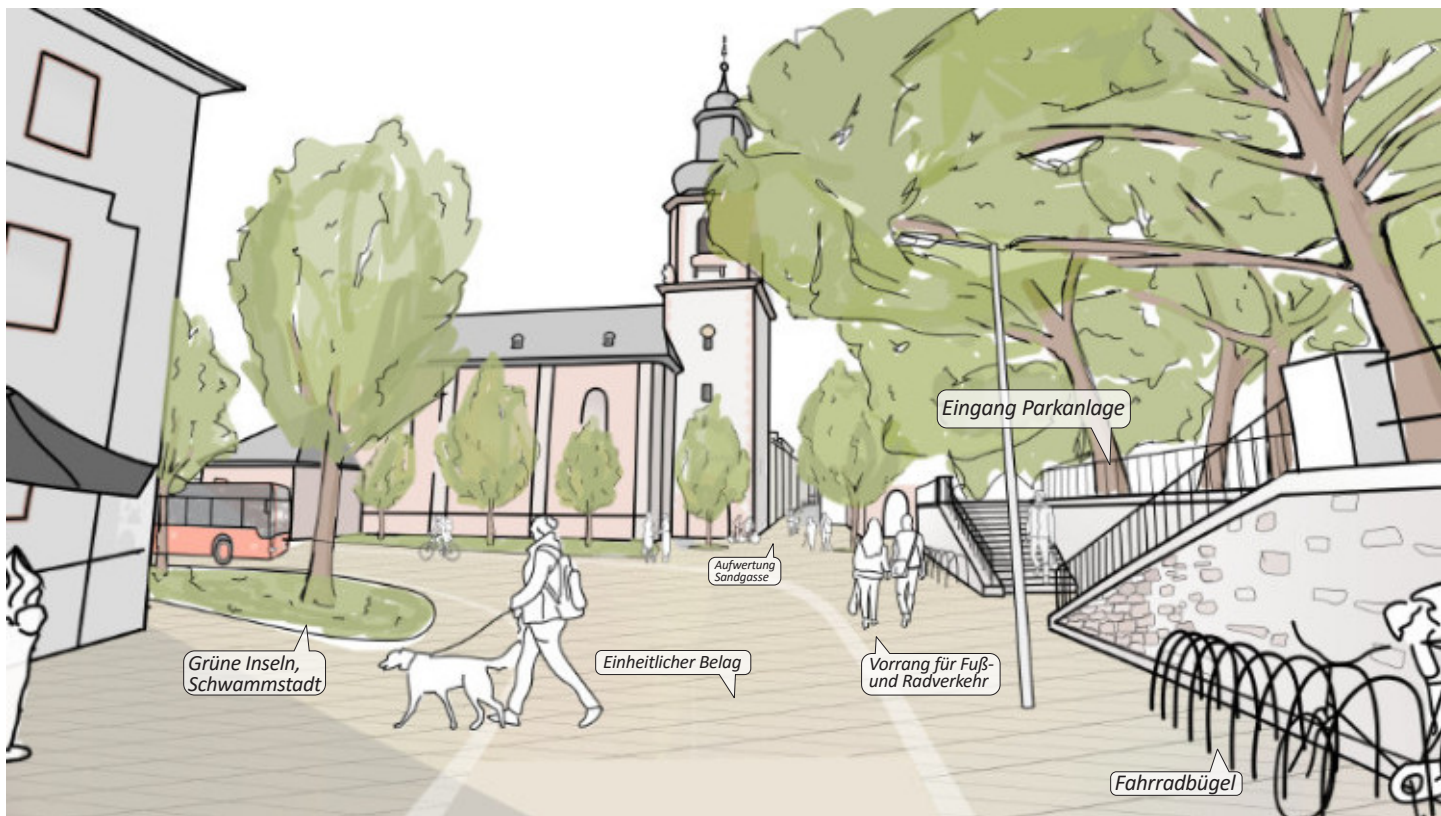 Eingang Parkanlage
Aufwertung
Sandgasse
Grüne Inseln,
Schwammstadt
Einheitlicher Belag
Vorrang für Fuß-
und Radverkehr
Fahrradbügel